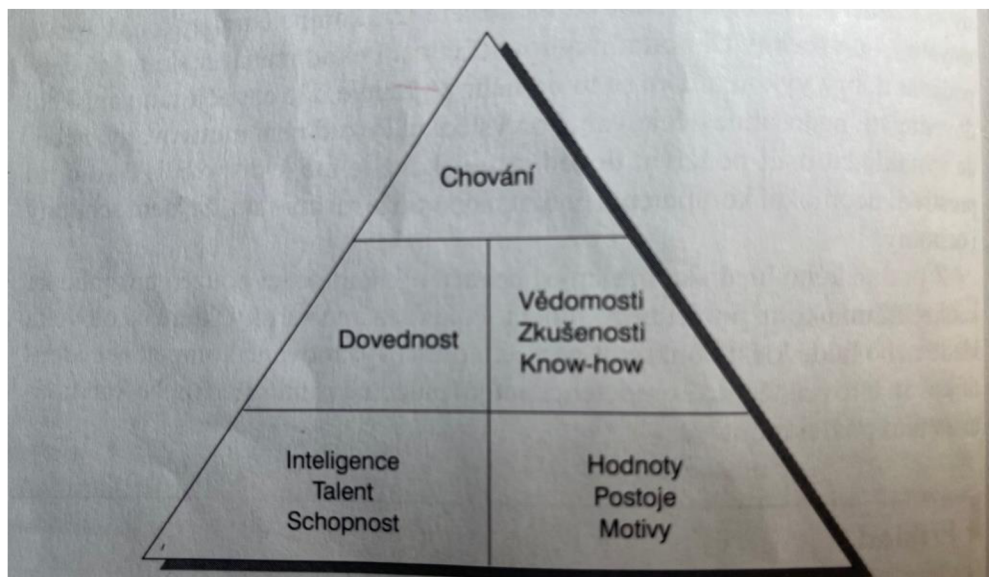 Chování
Dovednost
Vědomosti
Zkušenosti
Know-how
Inteligence
Talent
Schopnost
Hodnoty
Postoje
Motivy